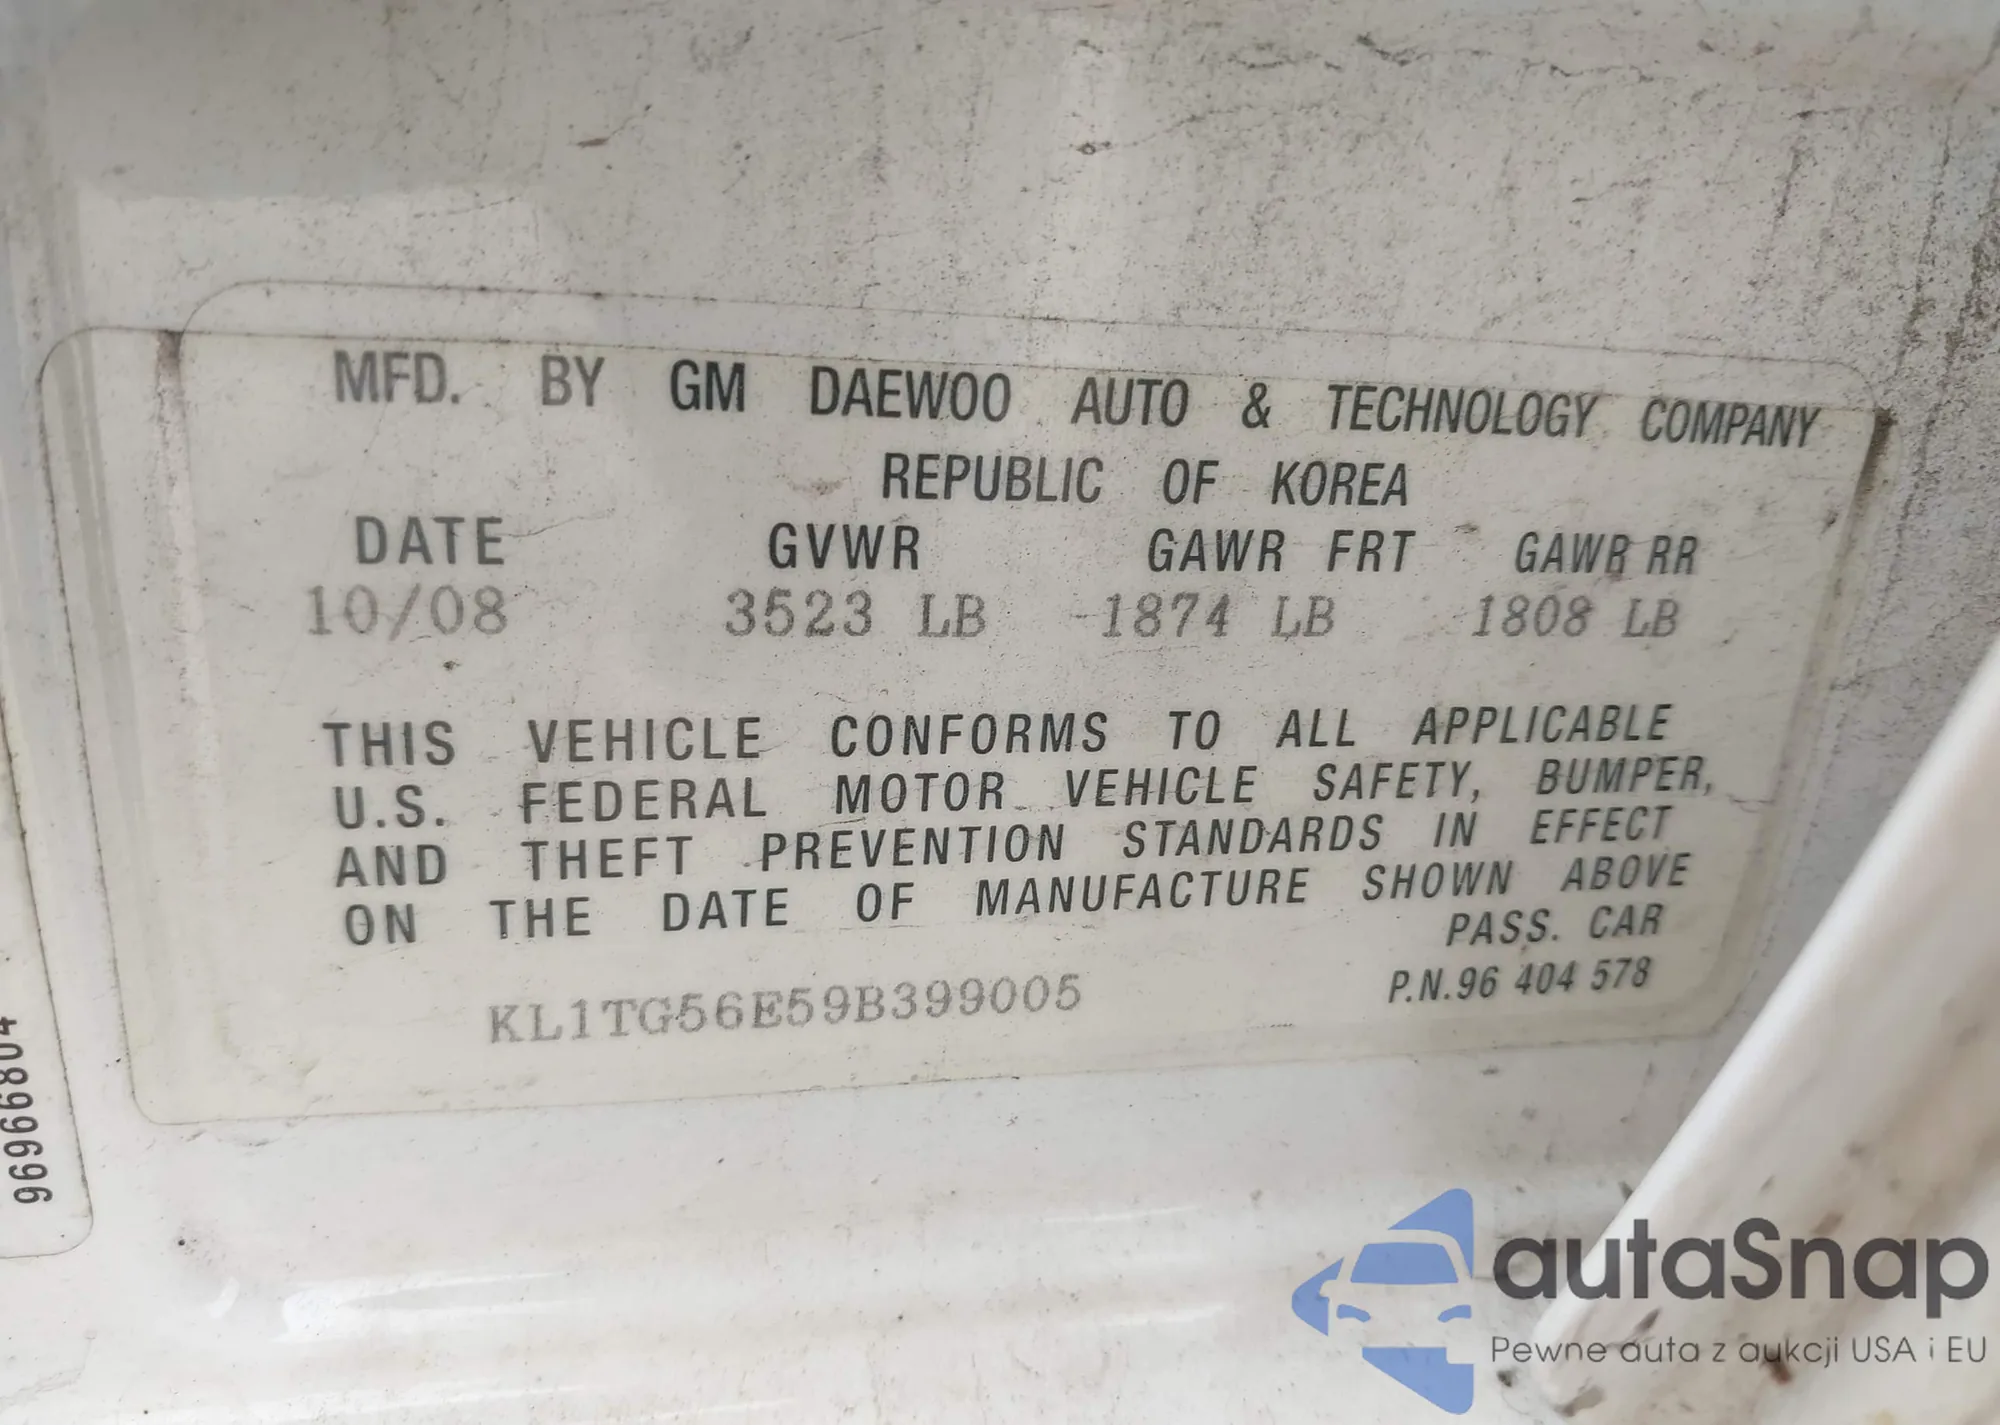 MFD. BY GM DAEWOO AUTO & TECHNOLOGY COMPANY
REPUBLIC OF KOREA
DATE GVWR GAWR FRT GAWR RR
10/08 3523 LB 1874 LB 1808 LB
THIS VEHICLE CONFORMS TO ALL APPLICABLE
U.S. FEDERAL MOTOR VEHICLE SAFETY, BUMPER,
AND THEFT PREVENTION STANDARDS IN EFFECT
ON THE DATE OF MANUFACTURE SHOWN ABOVE
PASS. CAR
KL1TG56E59B399005
P.N.96 404 578
96966804
autaSnap
Pewne auta z aukcji USA i EU